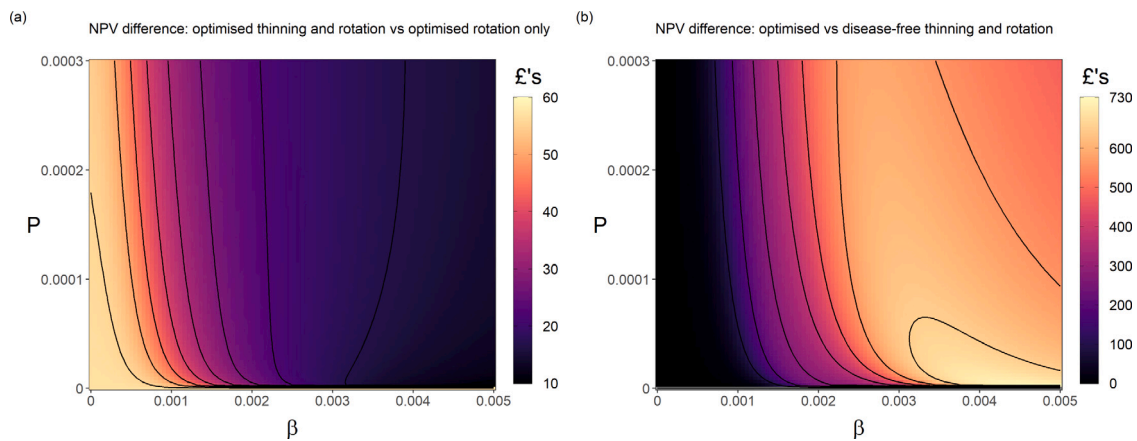 (a)
NPV difference: optimised thinning and rotation vs optimised rotation only
0.0003
0.0002
P
0.0001
0
0 0.001 0.002 0.003 0.004 0.005
β
£'s
60
50
40
30
20
10
(b)
NPV difference: optimised vs disease-free thinning and rotation
0.0003
0.0002
P
0.0001
0
0 0.001 0.002 0.003 0.004 0.005
β
£'s
730
600
500
400
300
200
100
0